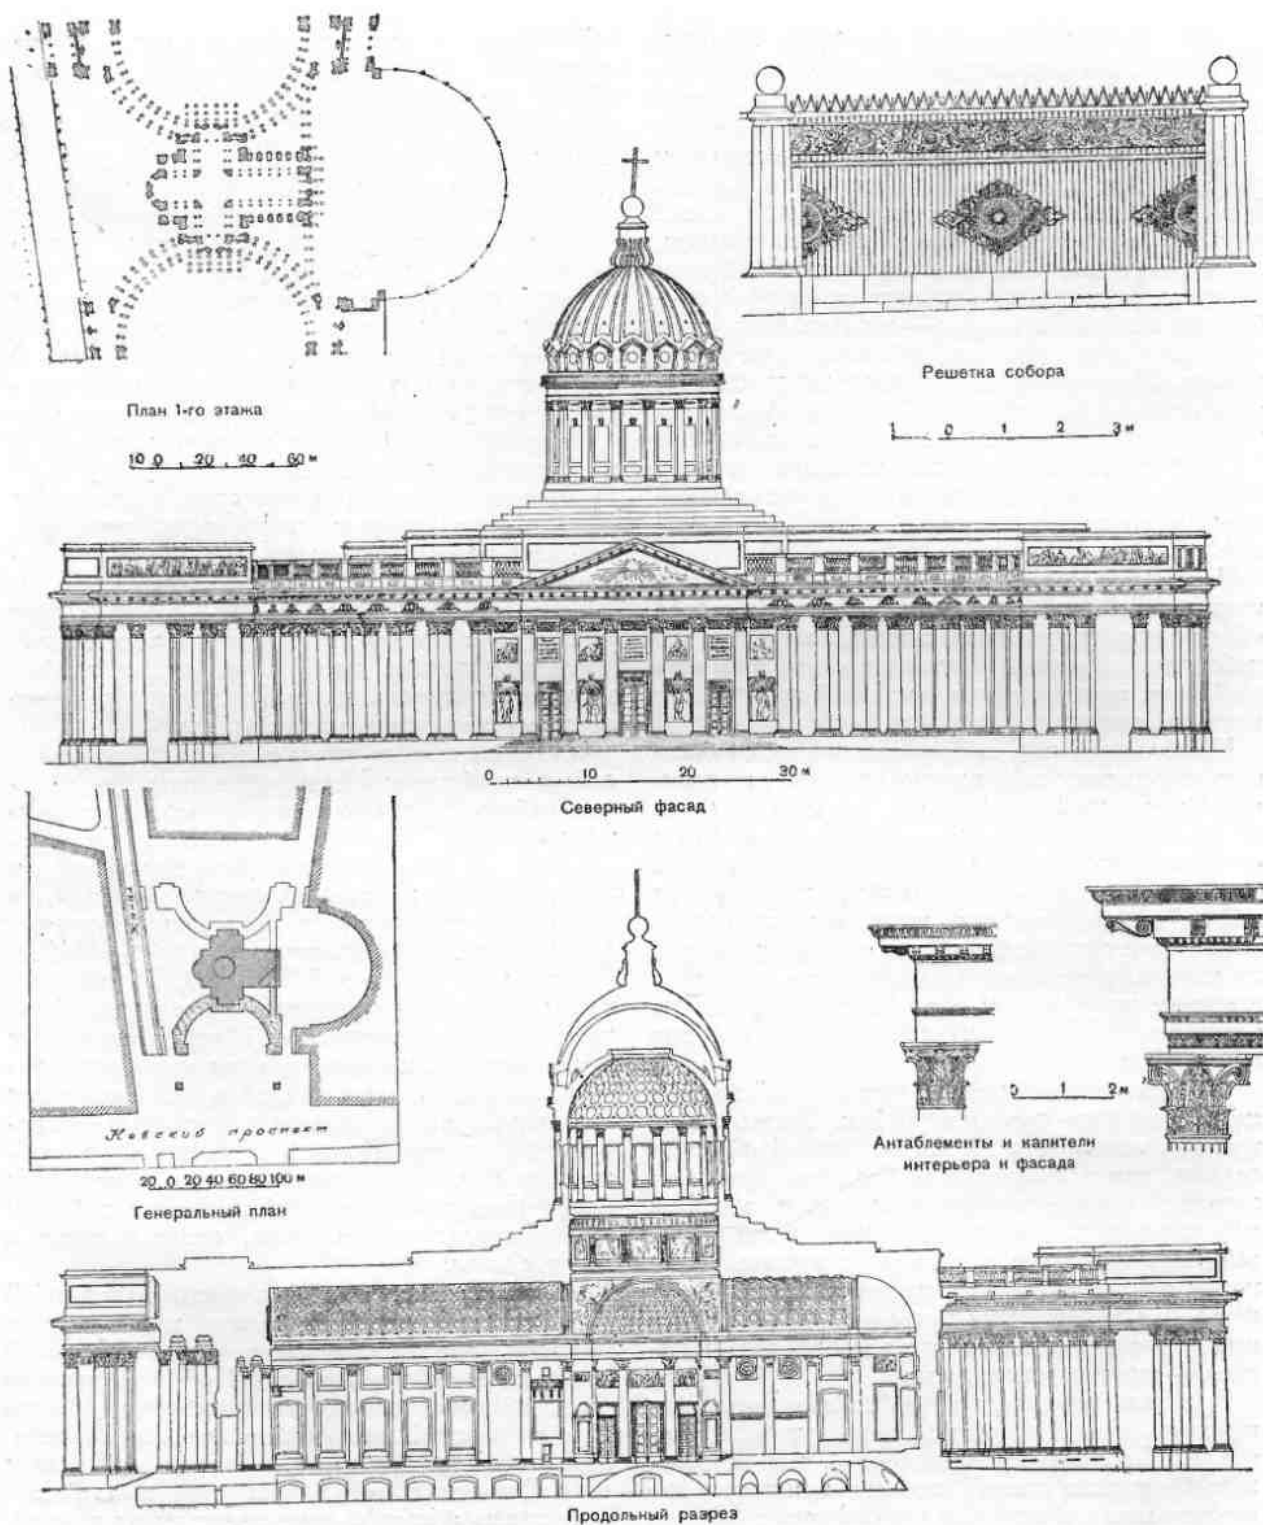 План 1-го этажа
10 0 20 40 60 м
Решетка собора
1 0 1 2 3 м
0 10 20 30 м
Северный фасад
Невский проспект
20 0 20 40 60 80 100 м
Генеральный план
0 1 2 м
Антаблементы и капители
интерьера и фасада
Продольный разрез